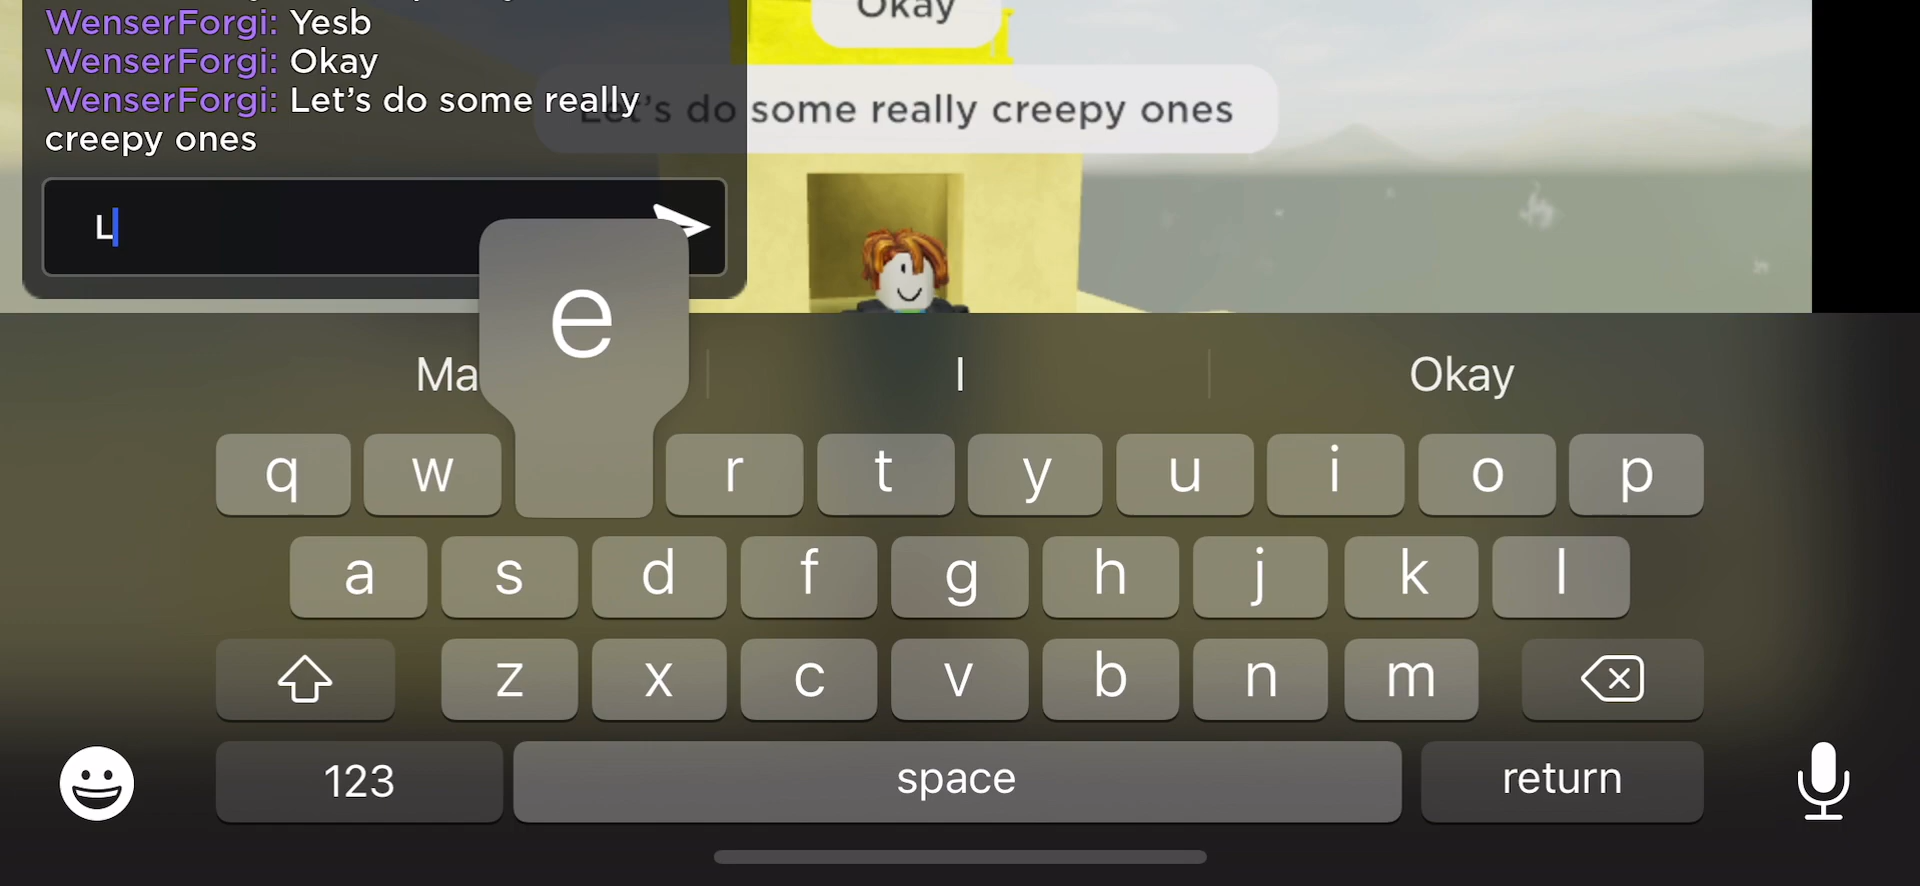 WenserForgi: Yesb
WenserForgi: Okay
WenserForgi: Let's do some really
creepy ones
Okay
Let's do some really creepy ones
L
e
Ma
I
Okay
q w r t y u i o p
a s d f g h j k l
z x c v b n m
123 space return